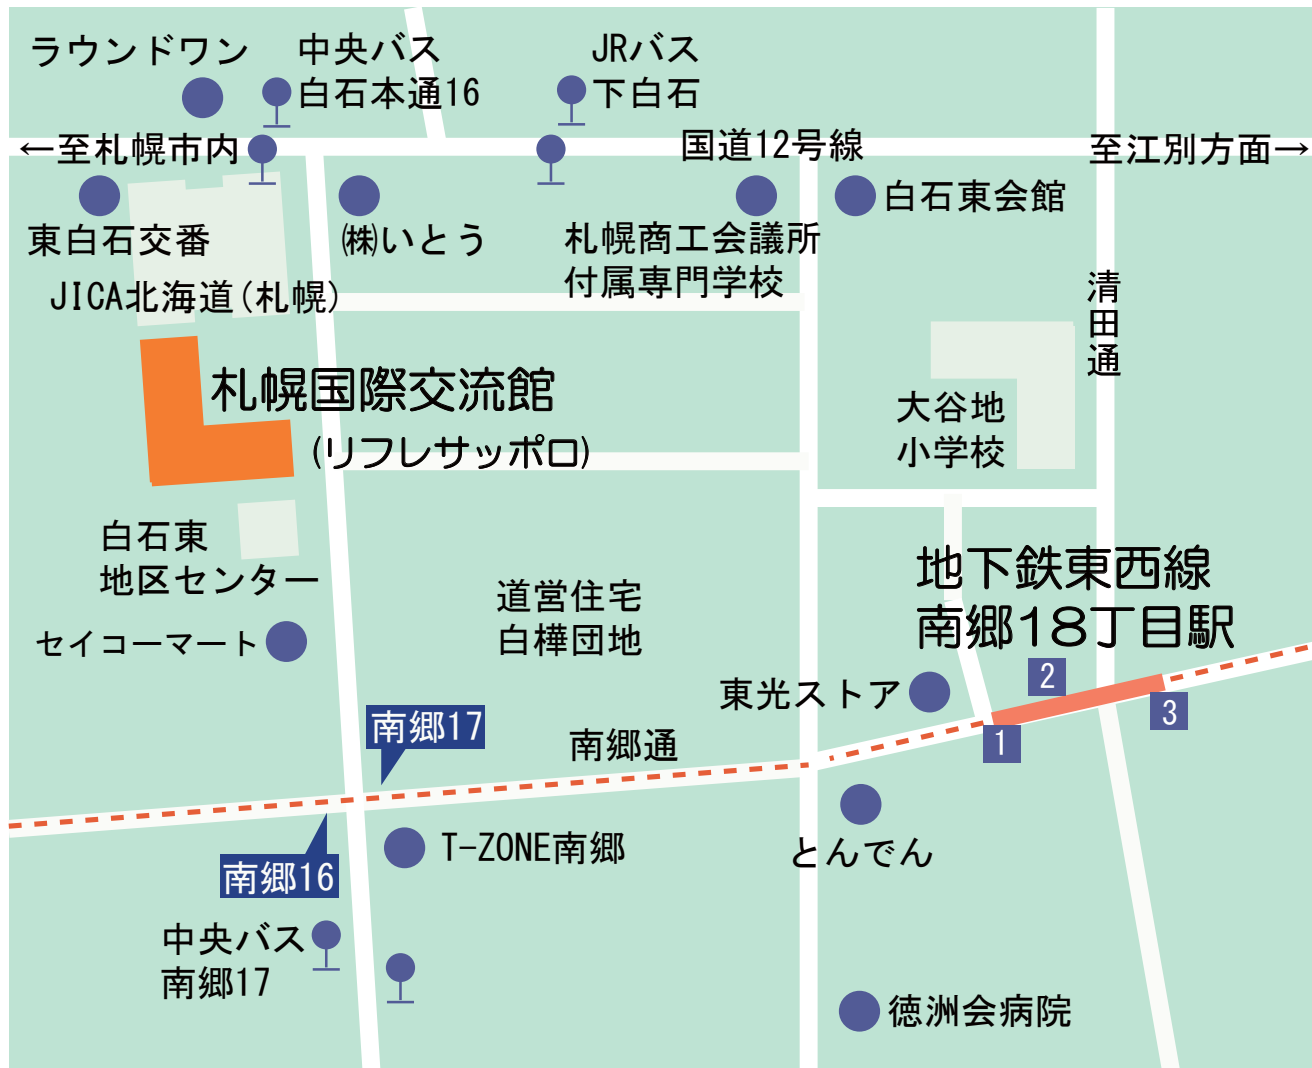 ラウンドワン
中央バス
白石本通16
JRバス
下白石
←至札幌市内
国道12号線
至江別方面→
東白石交番
㈱いとう
札幌商工会議所
付属専門学校
白石東会館
JICA北海道(札幌)
清田通
札幌国際交流館
(リフレサッポロ)
大谷地
小学校
白石東
地区センター
セイコーマート
道営住宅
白樺団地
地下鉄東西線
南郷18丁目駅
東光ストア
2
3
1
南郷17
南郷通
南郷16
T-ZONE南郷
とんでん
中央バス
南郷17
徳洲会病院